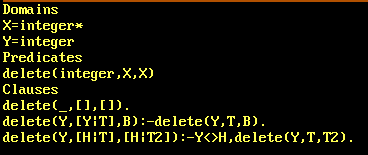 Domains
X=integer*
Y=integer
Predicates
delete(integer,X,X)
Clauses
delete(_,[],[]).
delete(Y,[Y|T],B):-delete(Y,T,B).
delete(Y,[H|T],[H|T2]):-Y<>H,delete(Y,T,T2).